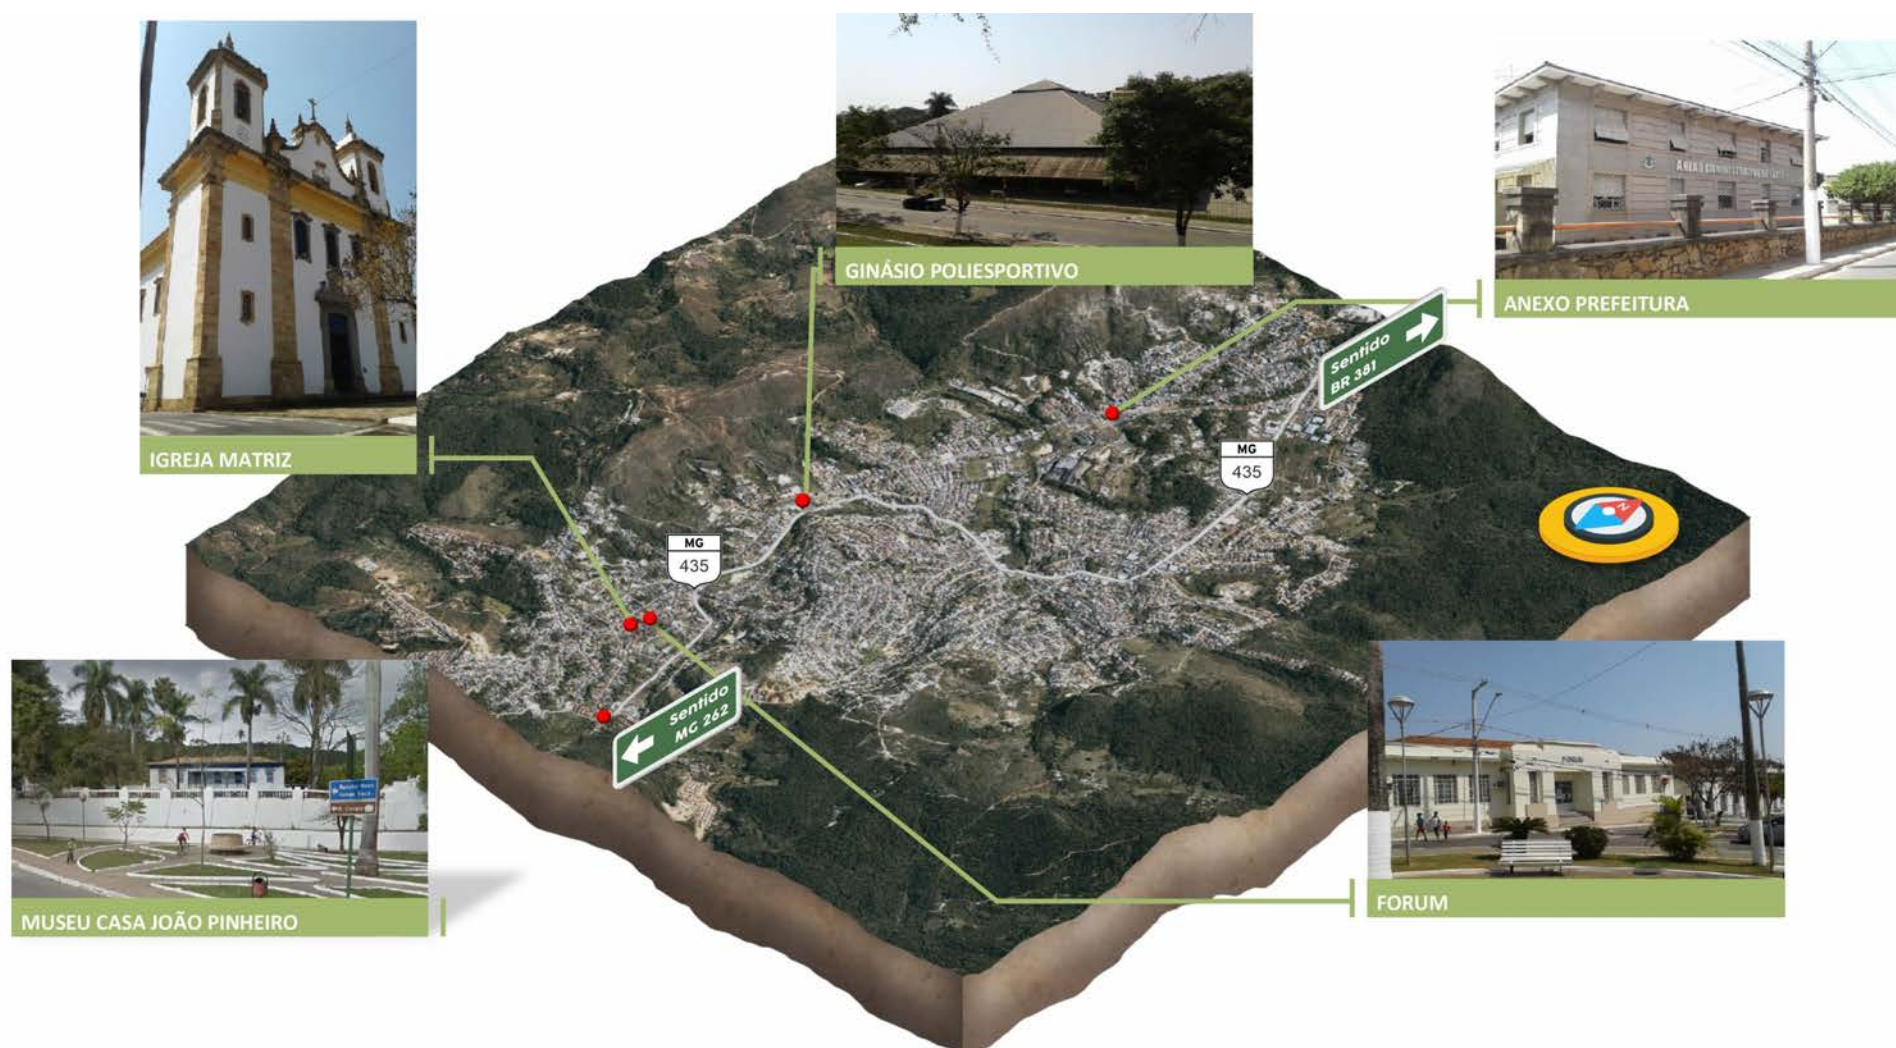 GINÁSIO POLIESPORTIVO
ANEXO PREFEITURA
Sentido
BR 381
IGREJA MATRIZ
MG
435
MG
435
N
Sentido
MG 262
FORUM
MUSEU CASA JOÃO PINHEIRO